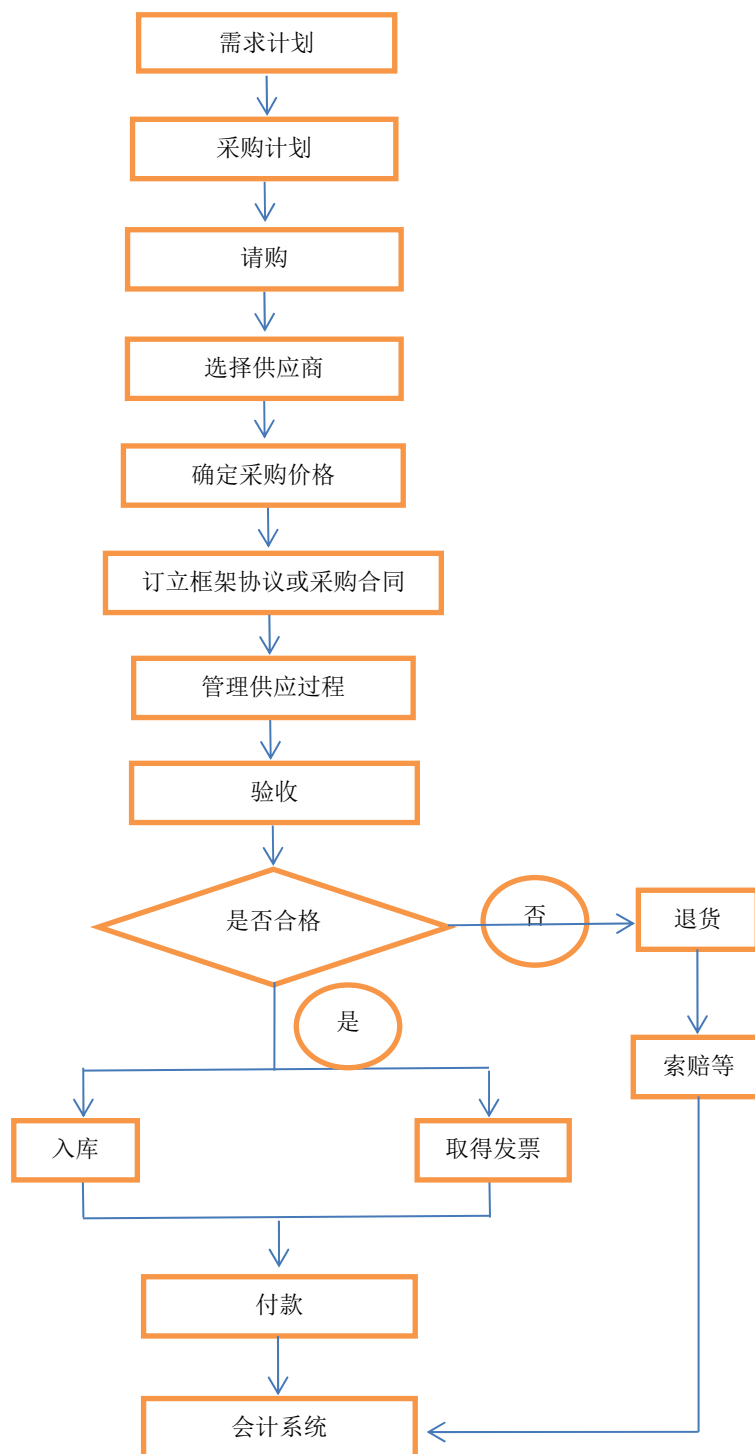 需求计划
采购计划
请购
选择供应商
确定采购价格
订立框架协议或采购合同
管理供应过程
验收
是否合格
否
退货
是
索赔等
入库
取得发票
付款
会计系统